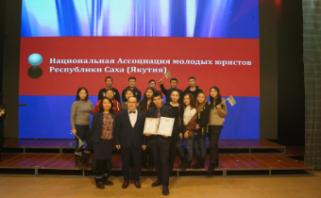 Национальная Ассоциация молодых юристов
Республики Саха (Якутия)